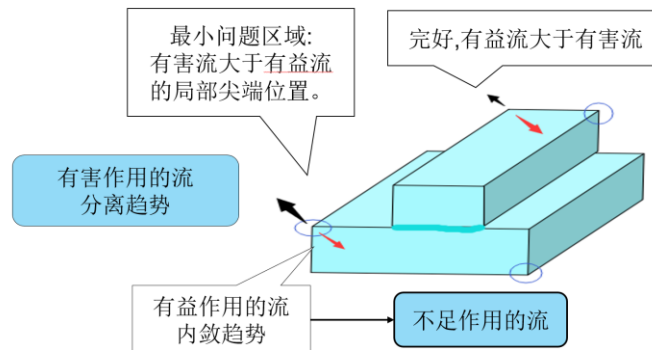 最小问题区域:
有害流大于有益流
的局部尖端位置。
完好,有益流大于有害流
有害作用的流
分离趋势
有益作用的流
内敛趋势
不足作用的流